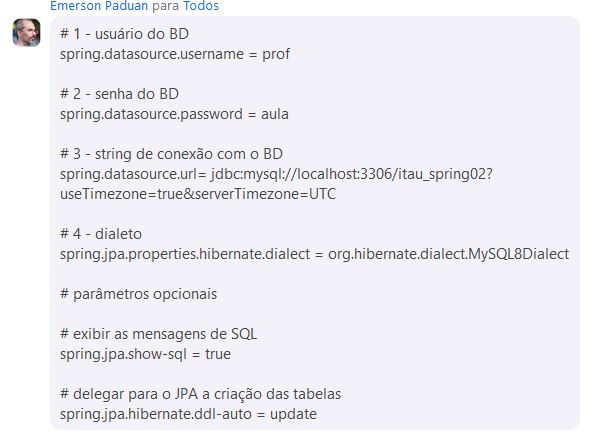 Emerson Paduan para Todos
# 1 - usuário do BD
spring.datasource.username = prof
# 2 - senha do BD
spring.datasource.password = aula
# 3 - string de conexão com o BD
spring.datasource.url= jdbc:mysql://localhost:3306/itau_spring02?
useTimezone=true&serverTimezone=UTC
# 4 - dialeto
spring.jpa.properties.hibernate.dialect = org.hibernate.dialect.MySQL8Dialect
# parâmetros opcionais
# exibir as mensagens de SQL
spring.jpa.show-sql = true
# delegar para o JPA a criação das tabelas
spring.jpa.hibernate.ddl-auto = update